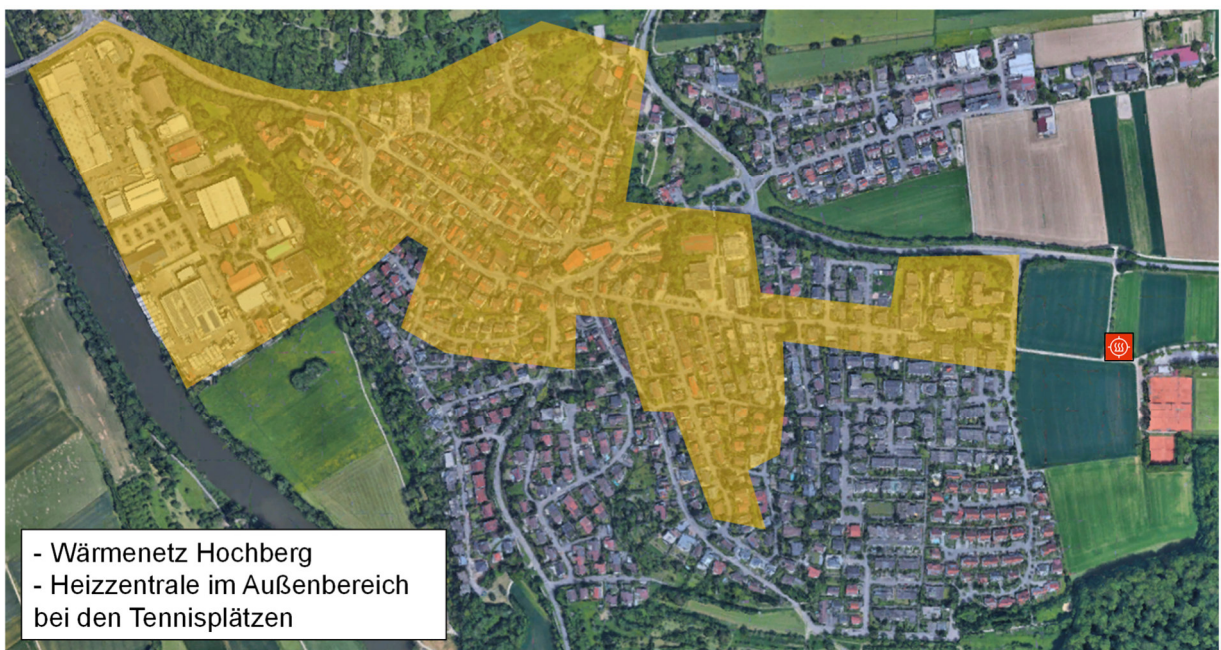 - Wärmenetz Hochberg
- Heizzentrale im Außenbereich
bei den Tennisplätzen